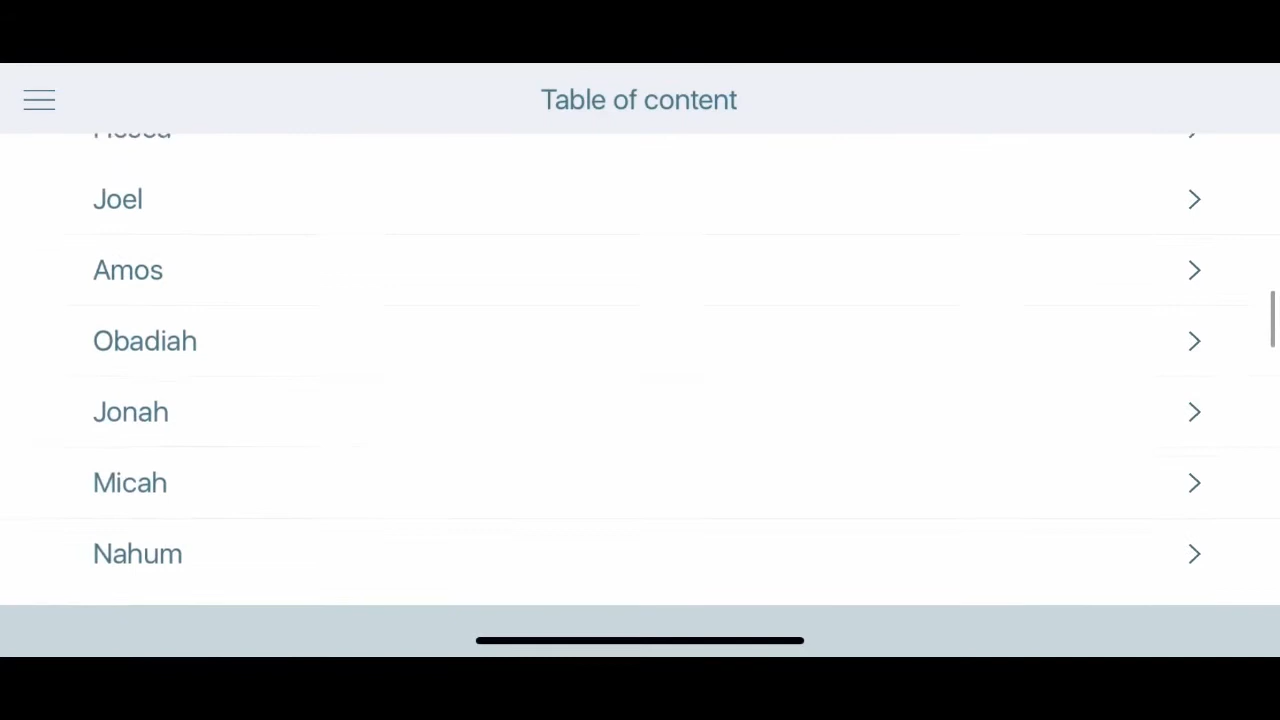 Table of content
Joel
Amos
Obadiah
Jonah
Micah
Nahum